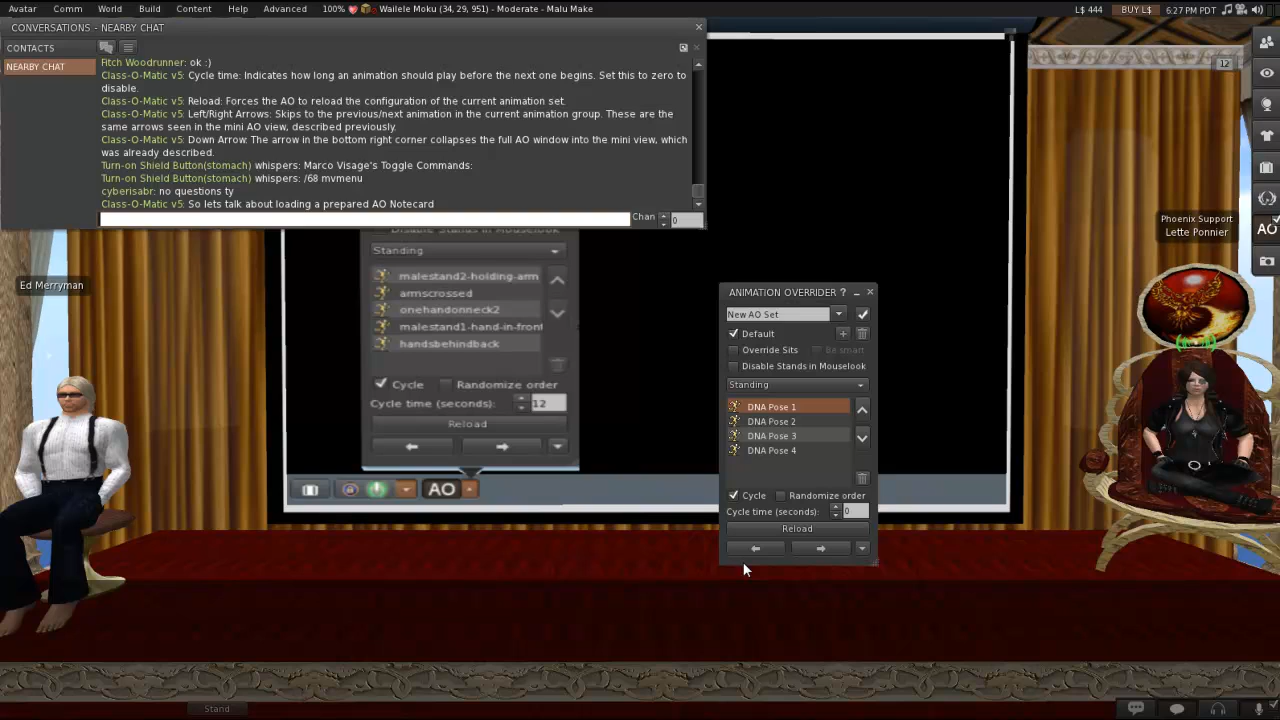 Avatar Comm World Build Content Help Advanced 100% Wailele Moku (34, 29, 951) - Moderate - Malu Make L$ 444 BUY L$ 6:27 PM PDT
CONVERSATIONS - NEARBY CHAT
CONTACTS
NEARBY CHAT
Fitch Woodrunner: ok :)
Class-O-Matic v5: Cycle time: Indicates how long an animation should play before the next one begins. Set this to zero to
disable.
Class-O-Matic v5: Reload: Forces the AO to reload the configuration of the current animation set.
Class-O-Matic v5: Left/Right Arrows: Skips to the previous/next animation in the current animation group. These are the
same arrows seen in the mini AO view, described previously.
Class-O-Matic v5: Down Arrow: The arrow in the bottom right corner collapses the full AO window into the mini view, which
was already described.
Turn-on Shield Button(stomach) whispers: Marco Visage's Toggle Commands:
Turn-on Shield Button(stomach) whispers: /68 mvmenu
cyberisabr: no questions ty
Class-O-Matic v5: So lets talk about loading a prepared AO Notecard
Chan 0
12
AO
Phoenix Support
Lette Ponnier
Ed Merryman
Disable Stands in Mouselook
Standing
malestand2-holding-arm
armscrossed
onehandonneck2
malestand1-hand-in-front
handsbehindback
Cycle Randomize order
Cycle time (seconds): 12
Reload
AO
ANIMATION OVERRIDER ?
New AO Set
Default
Override Sits Be smart
Disable Stands in Mouselook
Standing
DNA Pose 1
DNA Pose 2
DNA Pose 3
DNA Pose 4
Cycle Randomize order
Cycle time (seconds): 0
Reload
Stand